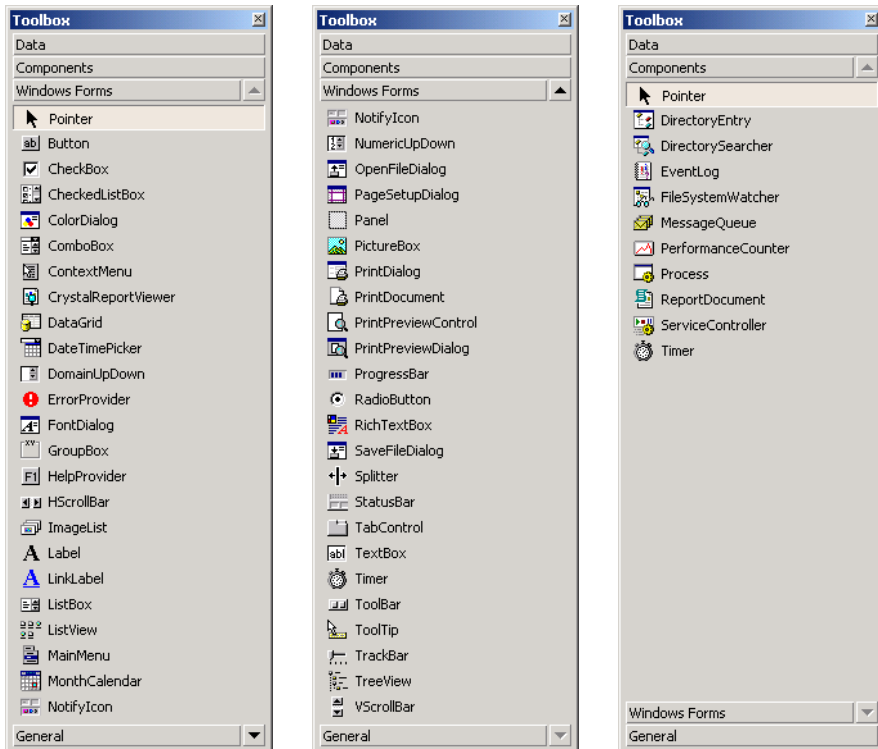 Toolbox
Data
Components
Windows Forms
Pointer
Button
CheckBox
CheckedListBox
ColorDialog
ComboBox
ContextMenu
CrystalReportViewer
DataGrid
DateTimePicker
DomainUpDown
ErrorProvider
FontDialog
GroupBox
HelpProvider
HScrollBar
ImageList
Label
LinkLabel
ListBox
ListView
MainMenu
MonthCalendar
NotifyIcon
General
Toolbox
Data
Components
Windows Forms
NotifyIcon
NumericUpDown
OpenFileDialog
PageSetupDialog
Panel
PictureBox
PrintDialog
PrintDocument
PrintPreviewControl
PrintPreviewDialog
ProgressBar
RadioButton
RichTextBox
SaveFileDialog
Splitter
StatusBar
TabControl
TextBox
Timer
ToolBar
ToolTip
TrackBar
TreeView
VScrollBar
General
Toolbox
Data
Components
Pointer
DirectoryEntry
DirectorySearcher
EventLog
FileSystemWatcher
MessageQueue
PerformanceCounter
Process
ReportDocument
ServiceController
Timer
Windows Forms
General